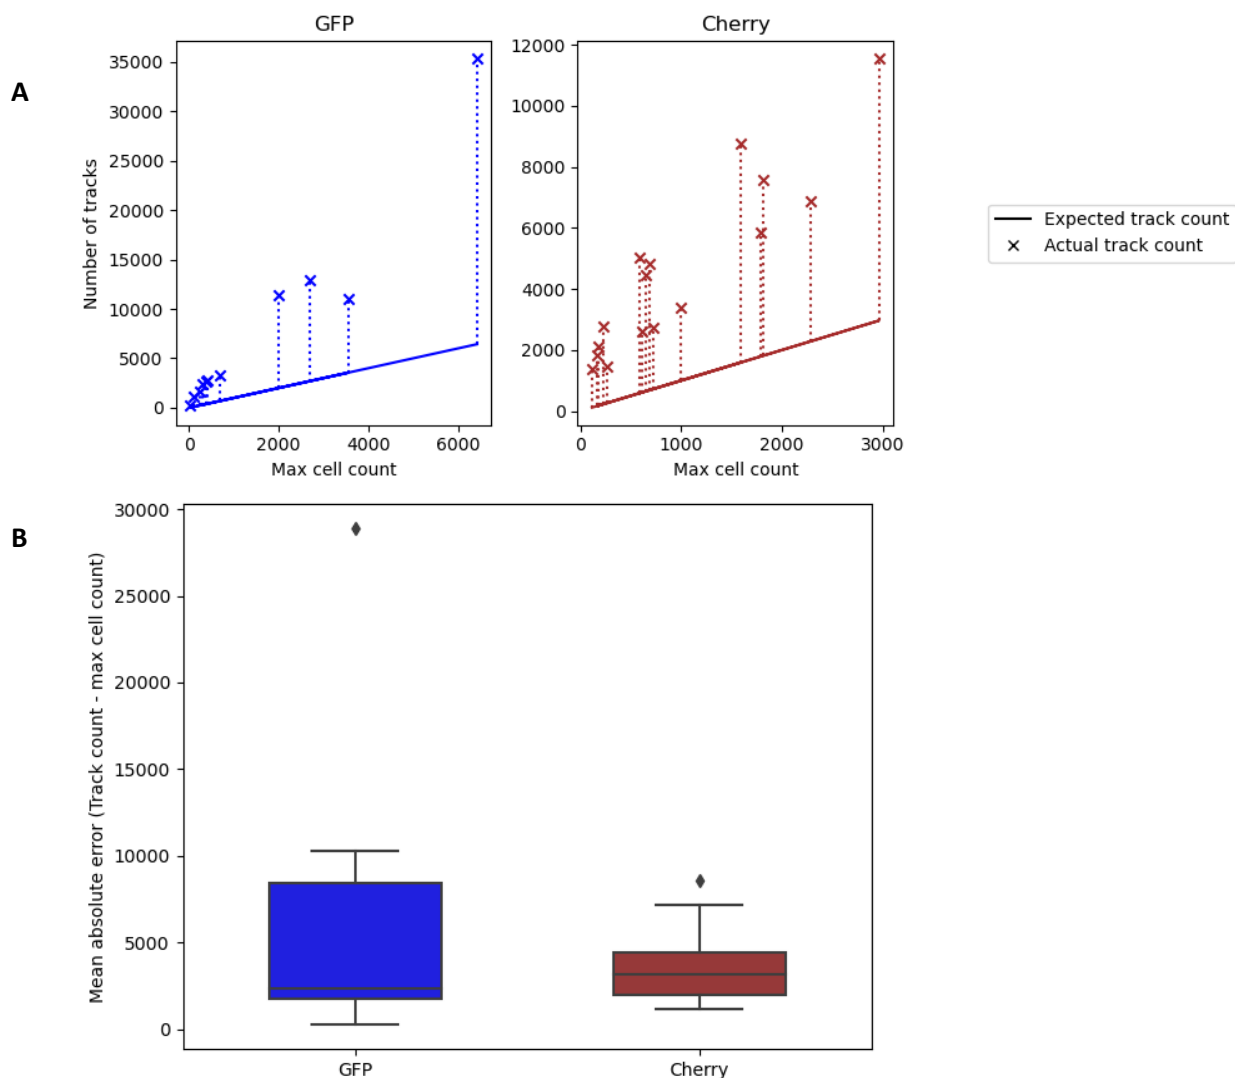 GFP
Cherry
A
35000
30000
25000
20000
15000
10000
5000
0
Number of tracks
0 2000 4000 6000
Max cell count
12000
10000
8000
6000
4000
2000
0
0 1000 2000 3000
Max cell count
Expected track count
Actual track count
B
30000
25000
20000
15000
10000
5000
0
Mean absolute error (Track count - max cell count)
GFP
Cherry